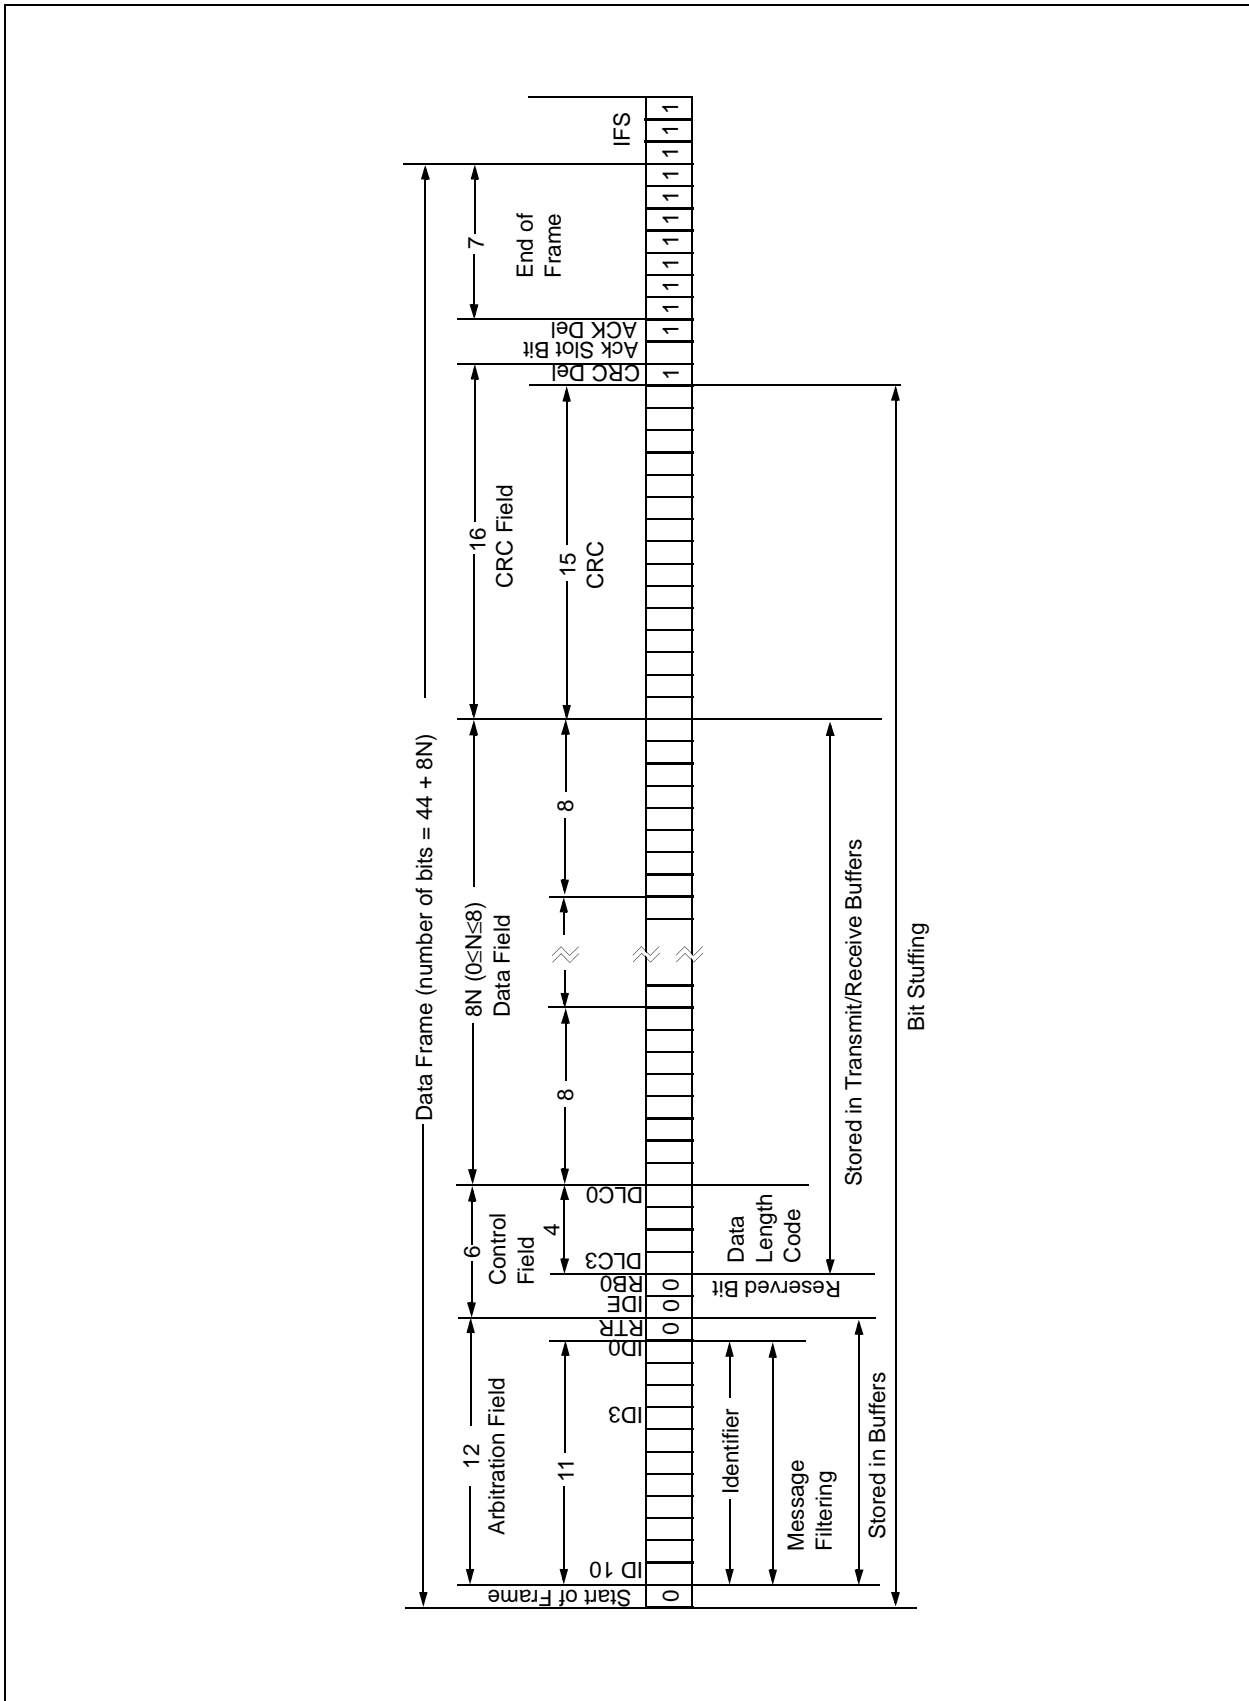 Data Frame (number of bits = 44 + 8N)
12
Arbitration Field
6
Control
Field
8N (0≤N≤8)
Data Field
16
CRC Field
7
End of
Frame
IFS
11
4
8
8
15
CRC
Start of Frame
ID 10
ID3
ID0
RTR
IDE
RB0
DLC3
DLC0
CRC Del
Ack Slot Bit
ACK Del
0
0
0
0
1
1
1
1
1
1
1
1
1
1
1
1
Identifier
Message
Filtering
Stored in Buffers
Reserved Bit
Data
Length
Code
Stored in Transmit/Receive Buffers
Bit Stuffing